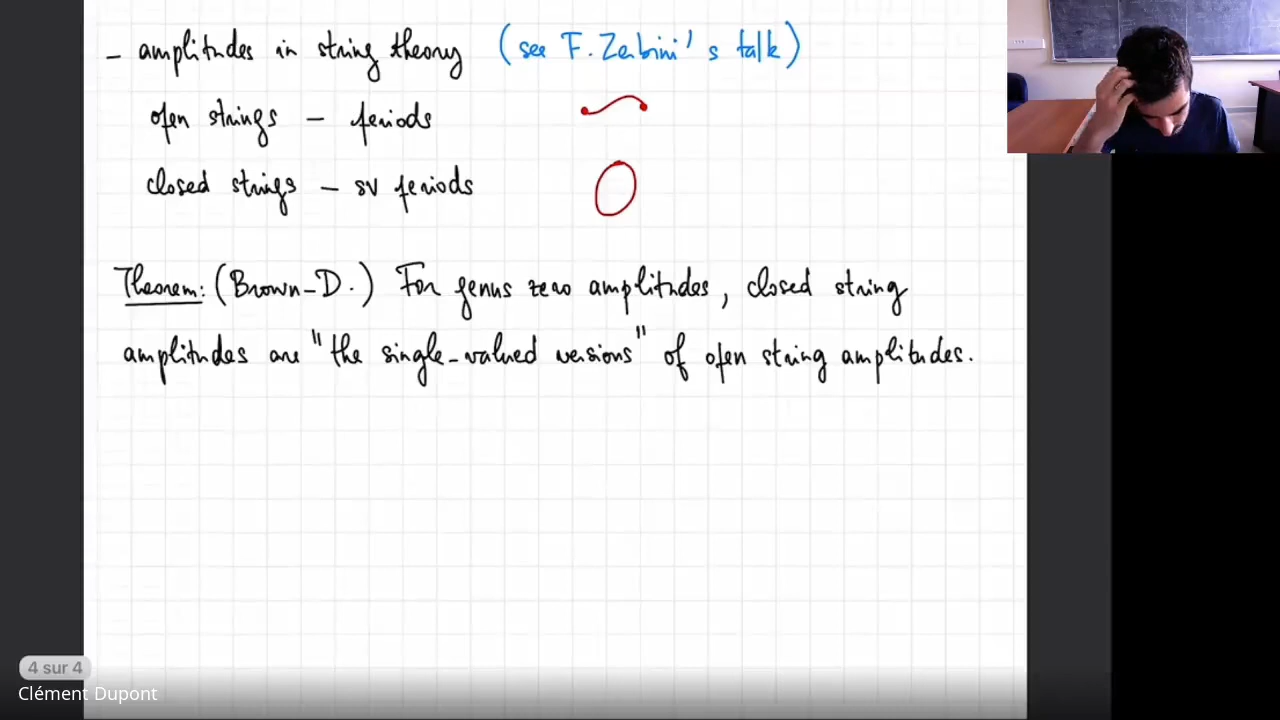 - amplitudes in string theory (see F. Zerbini's talk)
open strings - periods
closed strings - sv periods
Theorem: (Brown-D.) For genus zero amplitudes, closed string
amplitudes are "the single-valued versions" of open string amplitudes.
4 sur 4
Clément Dupont